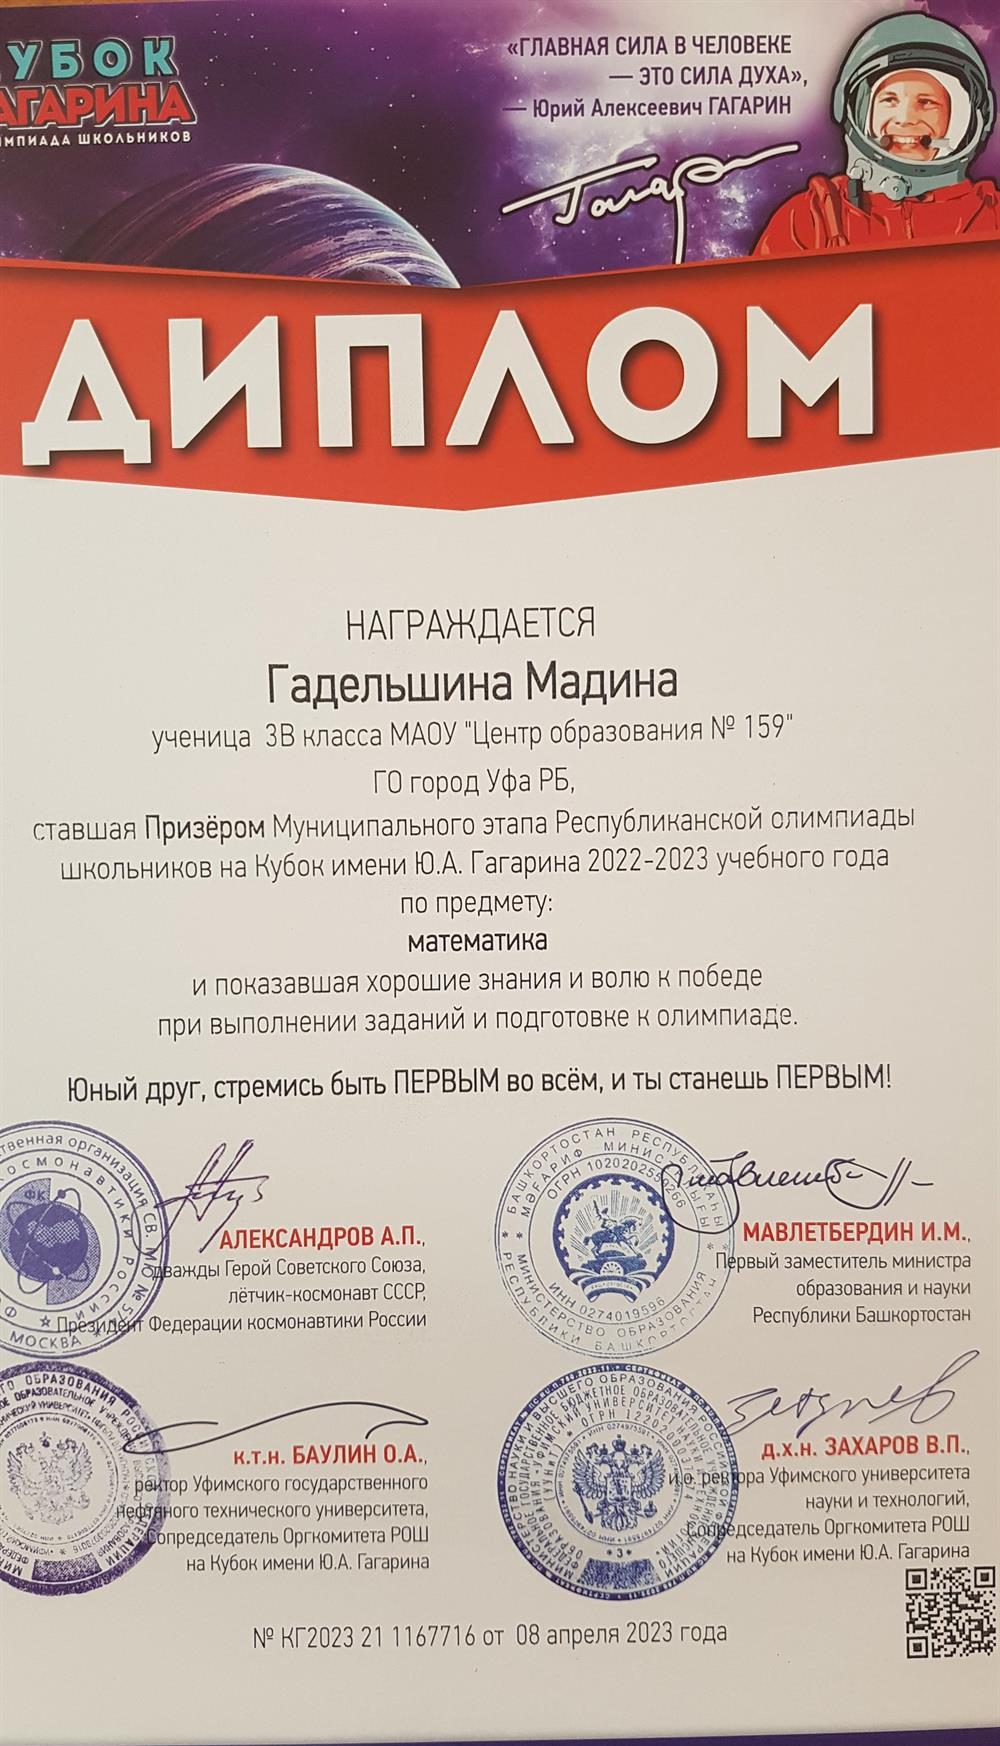 КУБОК
ГАГАРИНА
ОЛИМПИАДА ШКОЛЬНИКОВ
«ГЛАВНАЯ СИЛА В ЧЕЛОВЕКЕ
— ЭТО СИЛА ДУХА»,
— Юрий Алексеевич ГАГАРИН
ДИПЛОМ
НАГРАЖДАЕТСЯ
Гадельшина Мадина
ученица 3В класса МАОУ "Центр образования № 159"
ГО город Уфа РБ,
ставшая Призёром Муниципального этапа Республиканской олимпиады
школьников на Кубок имени Ю.А. Гагарина 2022-2023 учебного года
по предмету:
математика
и показавшая хорошие знания и волю к победе
при выполнении заданий и подготовке к олимпиаде.
Юный друг, стремись быть ПЕРВЫМ во всём, и ты станешь ПЕРВЫМ!
АЛЕКСАНДРОВ А.П.,
дважды Герой Советского Союза,
лётчик-космонавт СССР,
Президент Федерации космонавтики России
МАВЛЕТБЕРДИН И.М.,
Первый заместитель министра
образования и науки
Республики Башкортостан
к.т.н. БАУЛИН О.А.,
ректор Уфимского государственного
нефтяного технического университета,
Сопредседатель Оргкомитета РОШ
на Кубок имени Ю.А. Гагарина
д.х.н. ЗАХАРОВ В.П.,
и.о. ректора Уфимского университета
науки и технологий,
Сопредседатель Оргкомитета РОШ
на Кубок имени Ю.А. Гагарина
№ КГ2023 21 1167716 от 08 апреля 2023 года